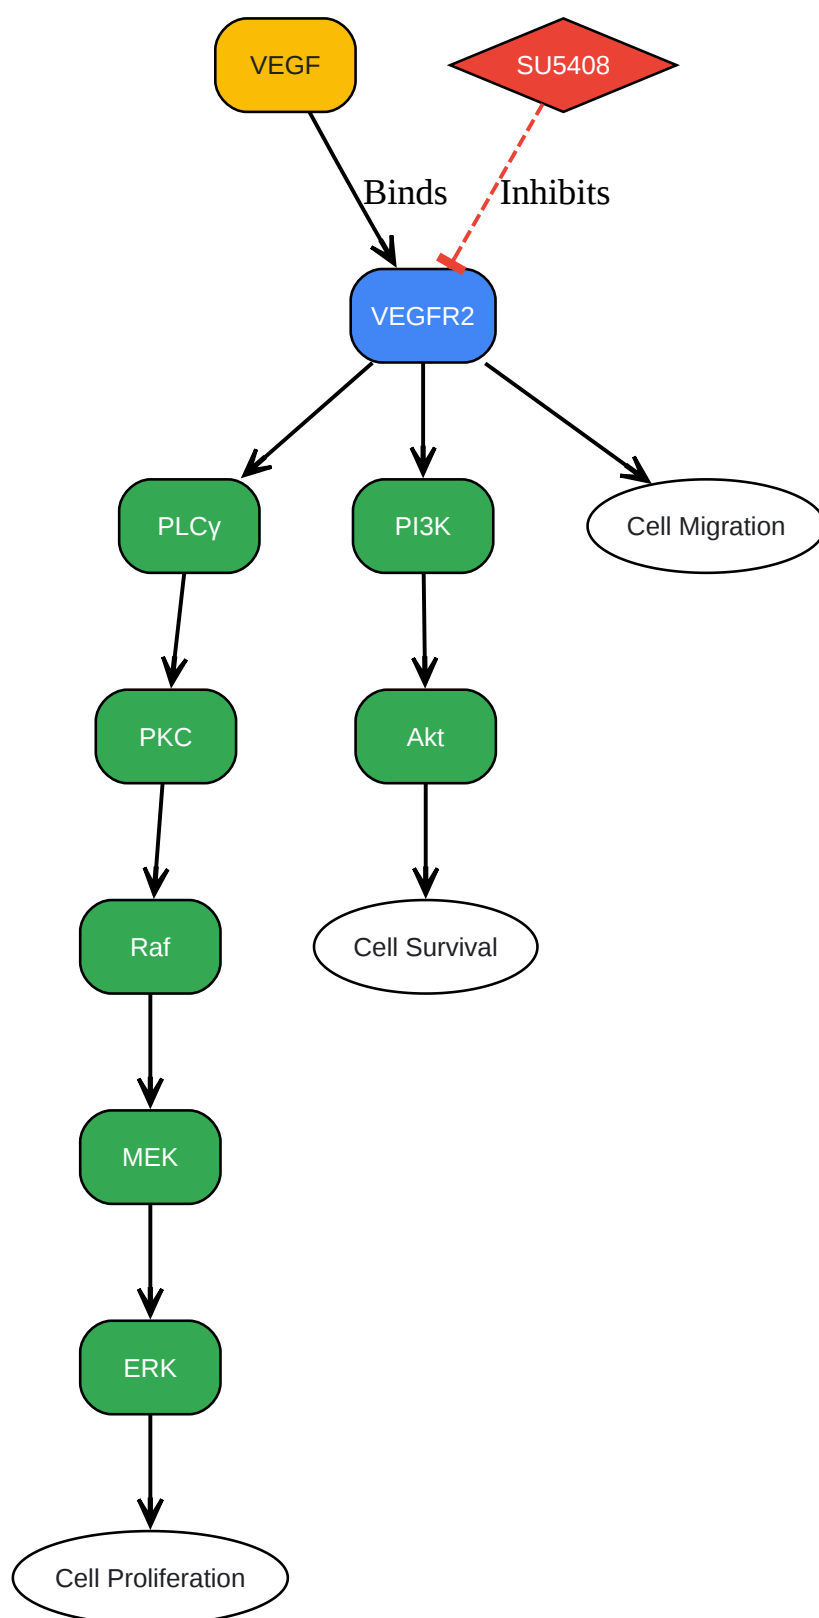 VEGF
SU5408
Binds
Inhibits
VEGFR2
PLCγ
PI3K
Cell Migration
PKC
Akt
Raf
Cell Survival
MEK
ERK
Cell Proliferation